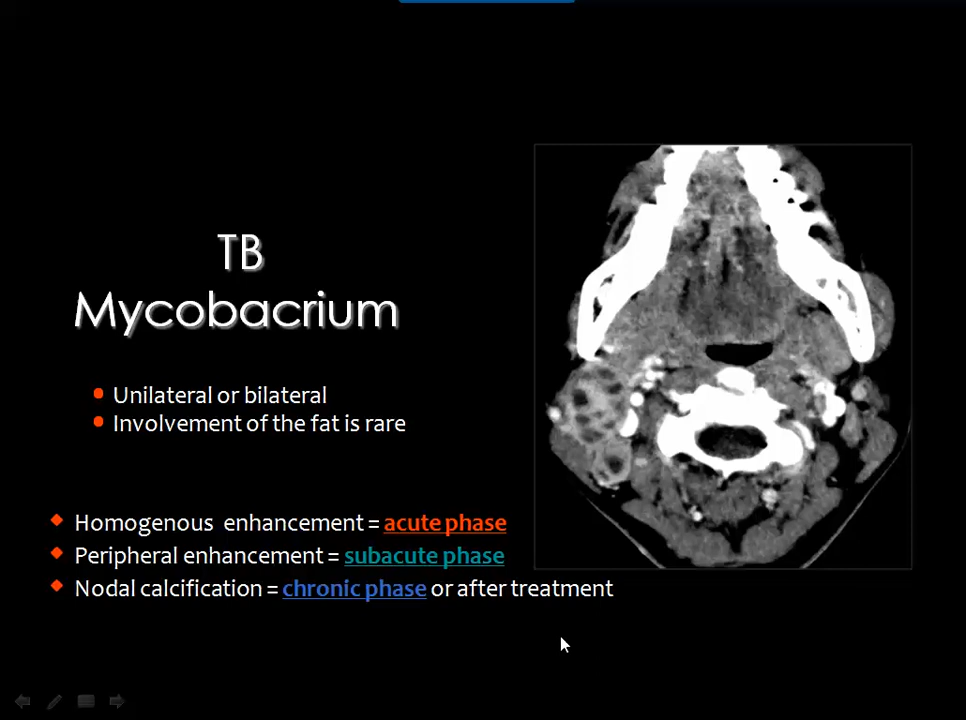 TB
Mycobacrium
Unilateral or bilateral
Involvement of the fat is rare
Homogenous enhancement = acute phase
Peripheral enhancement = subacute phase
Nodal calcification = chronic phase or after treatment